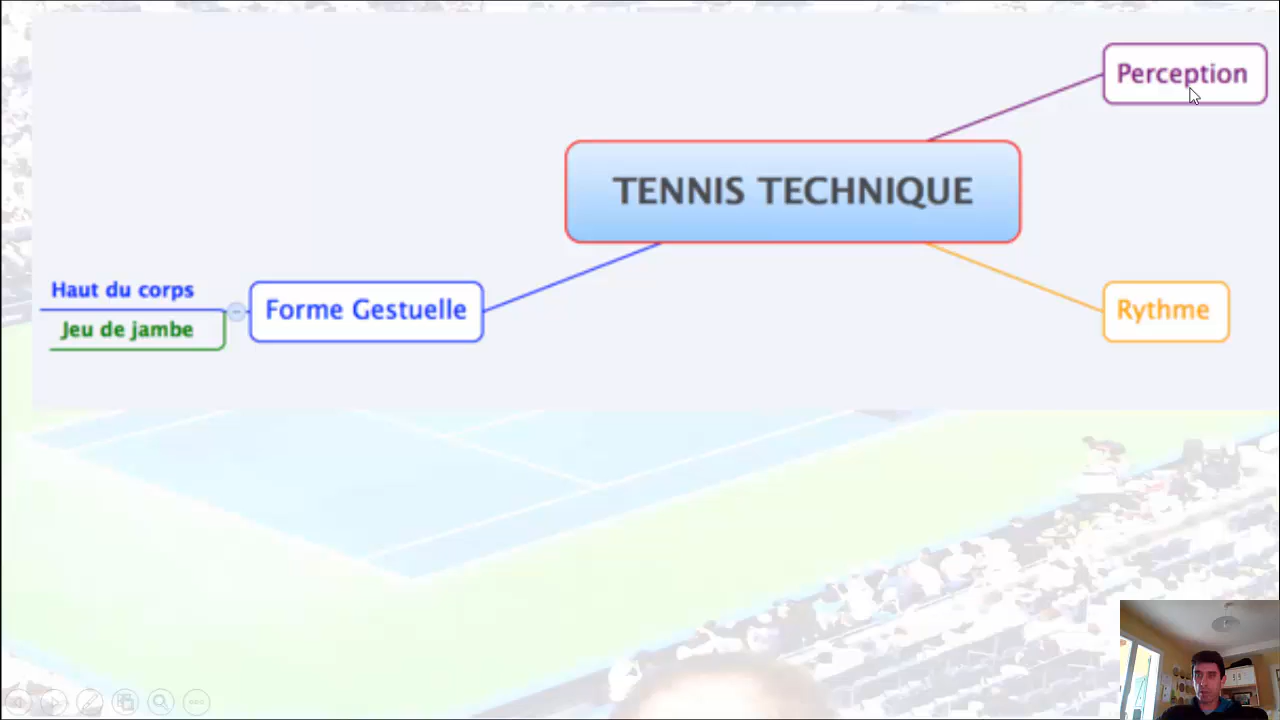 Perception
TENNIS TECHNIQUE
Haut du corps
Forme Gestuelle
Jeu de jambe
Rythme